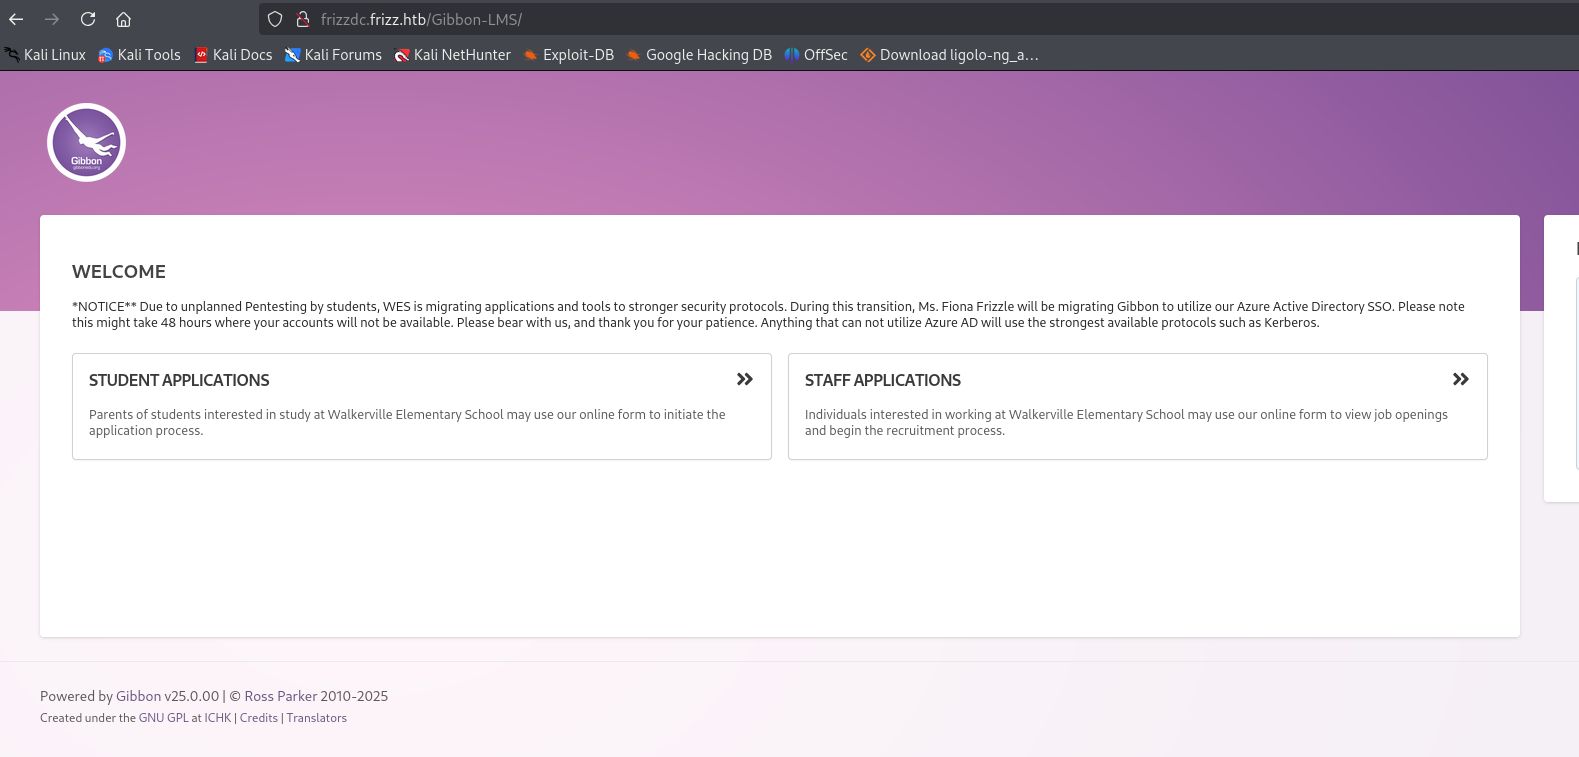 frizzdc.frizz.htb/Gibbon-LMS/
Kali Linux Kali Tools Kali Docs Kali Forums Kali NetHunter Exploit-DB Google Hacking DB OffSec Download ligolo-ng_a...
Gibbon
gibbonedu.org
WELCOME
*NOTICE** Due to unplanned Pentesting by students, WES is migrating applications and tools to stronger security protocols. During this transition, Ms. Fiona Frizzle will be migrating Gibbon to utilize our Azure Active Directory SSO. Please note
this might take 48 hours where your accounts will not be available. Please bear with us, and thank you for your patience. Anything that can not utilize Azure AD will use the strongest available protocols such as Kerberos.
STUDENT APPLICATIONS
Parents of students interested in study at Walkerville Elementary School may use our online form to initiate the
application process.
STAFF APPLICATIONS
Individuals interested in working at Walkerville Elementary School may use our online form to view job openings
and begin the recruitment process.
Powered by Gibbon v25.0.00 | © Ross Parker 2010-2025
Created under the GNU GPL at ICHK | Credits | Translators